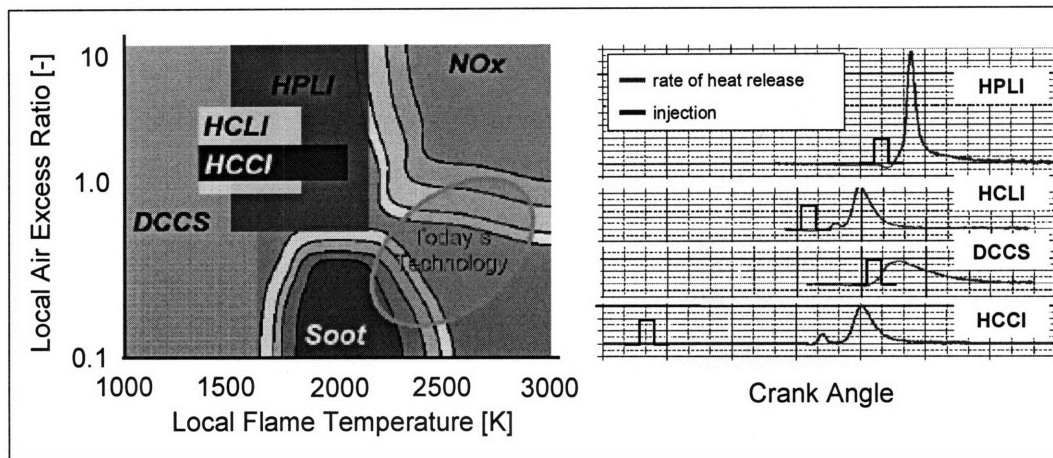 Local Air Excess Ratio [-]
10
1.0
0.1
HPLI
NOx
HCLI
HCCI
DCCS
Today's
Technology
Soot
1000 1500 2000 2500 3000
Local Flame Temperature [K]
rate of heat release
injection
HPLI
HCLI
DCCS
HCCI
Crank Angle